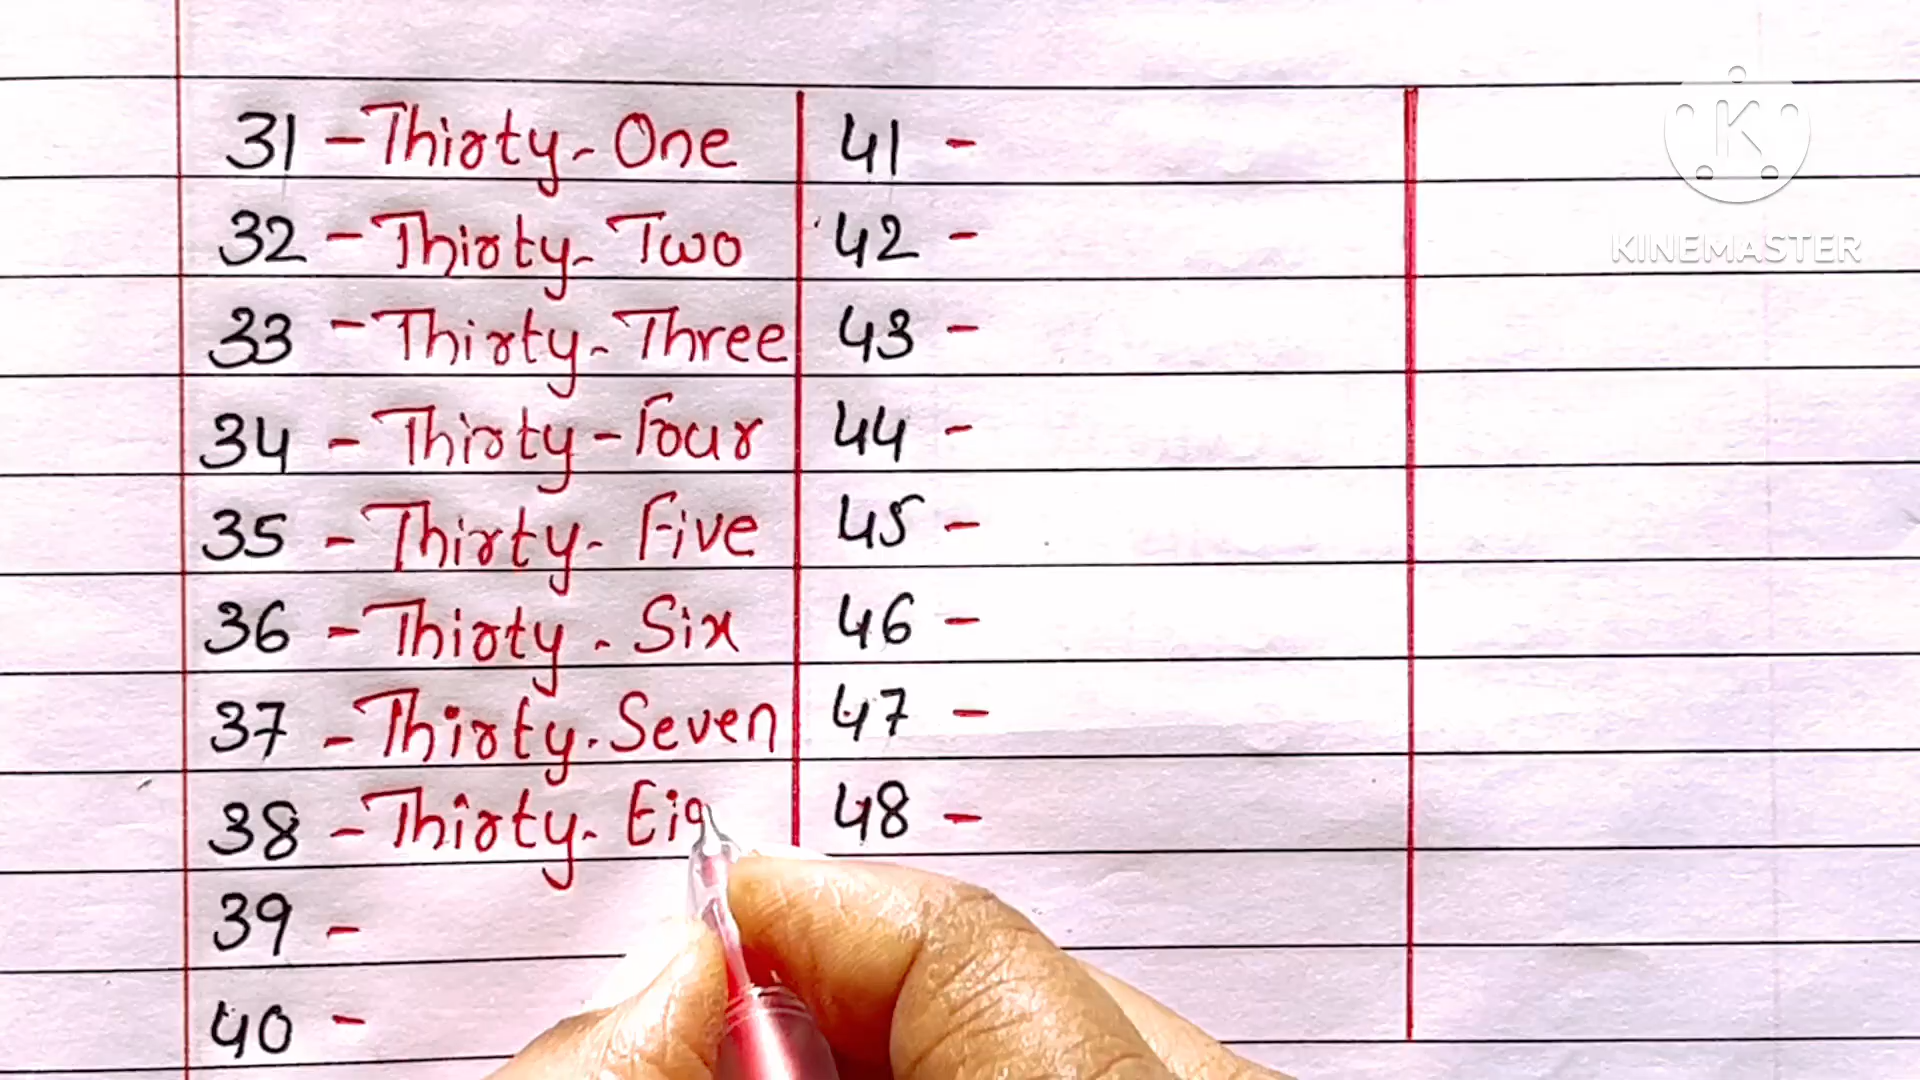 31 - Thirty - One
32 - Thirty - Two
33 - Thirty - Three
34 - Thirty - Four
35 - Thirty - Five
36 - Thirty - Six
37 - Thirty - Seven
38 - Thirty - Eig
39 -
40 -
41 -
42 -
43 -
44 -
45 -
46 -
47 -
48 -
KINEMASTER